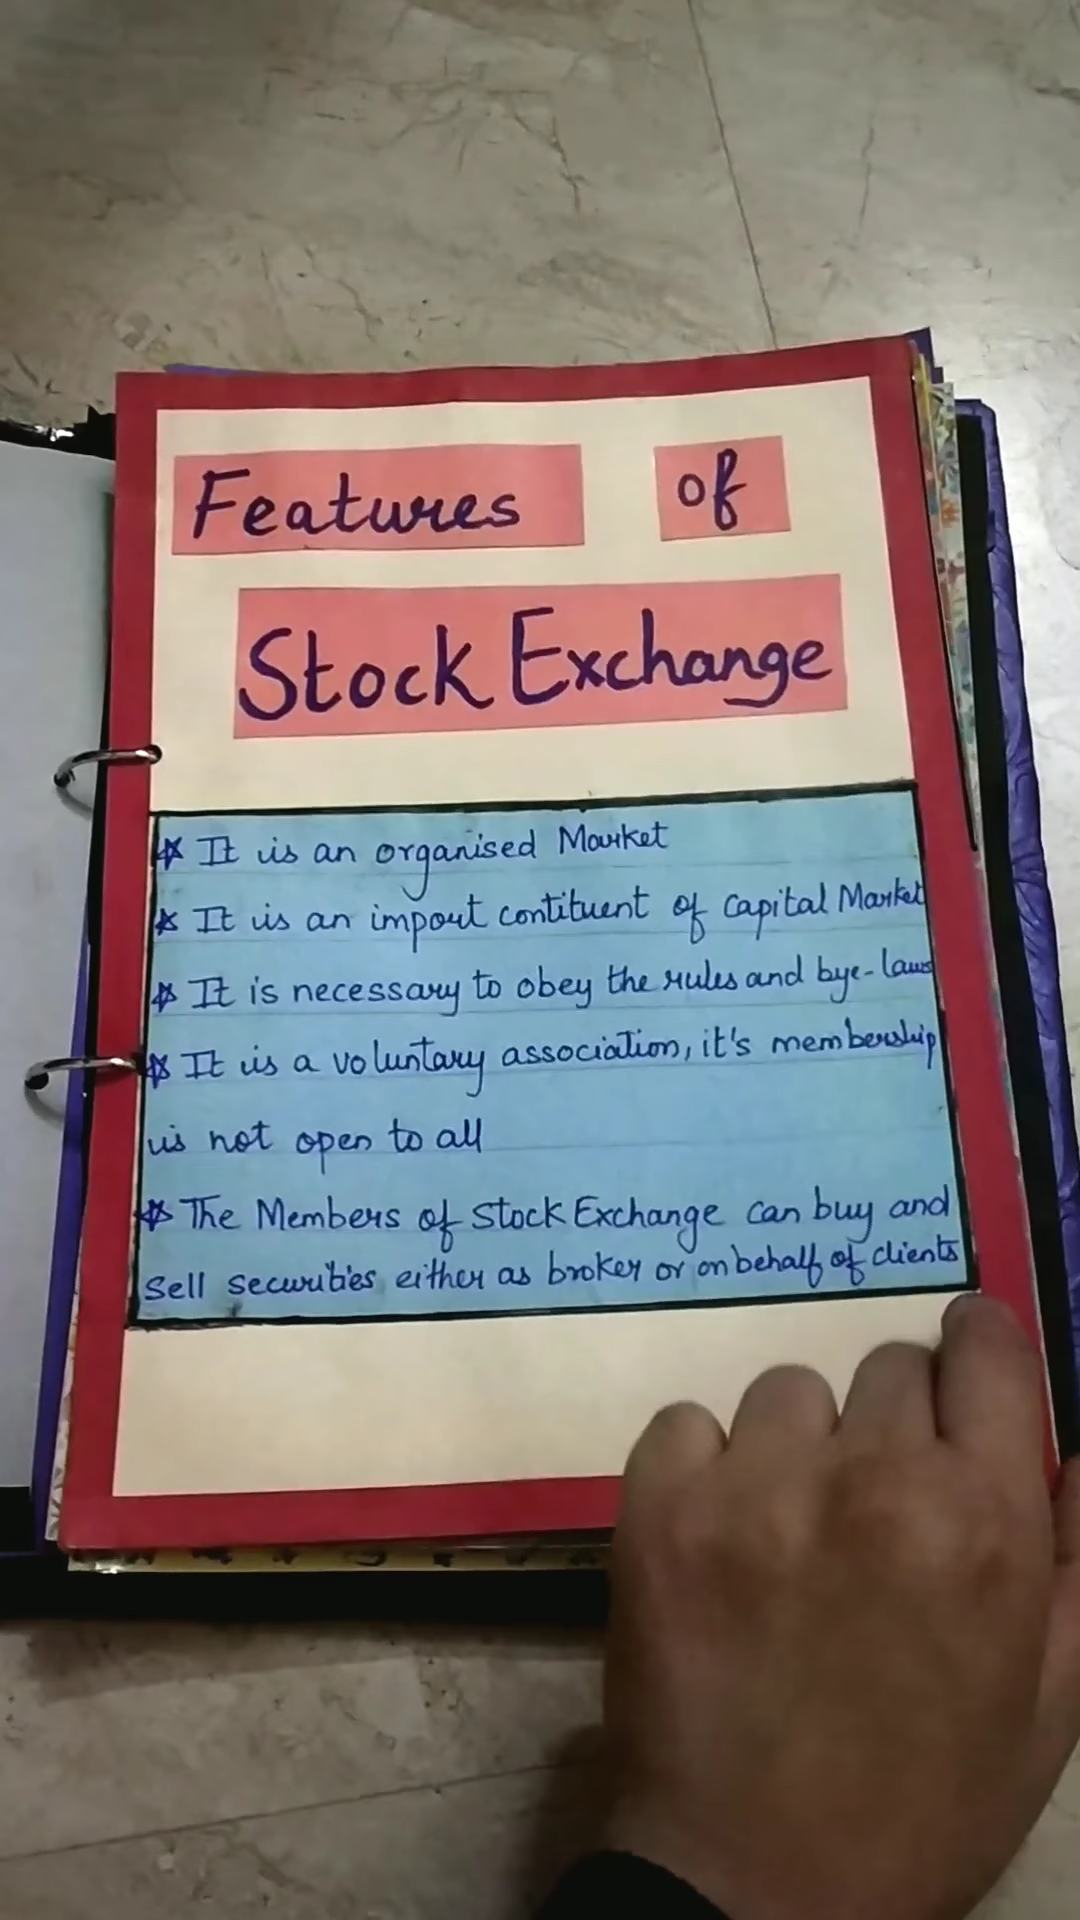 Features of
Stock Exchange
☆ It is an organised Market
☆ It is an import contituent of capital Market
☆ It is necessary to obey the rules and bye-laws
☆ It is a voluntary association, it's membership
is not open to all
☆ The Members of Stock Exchange can buy and
sell securities either as broker or on behalf of clients